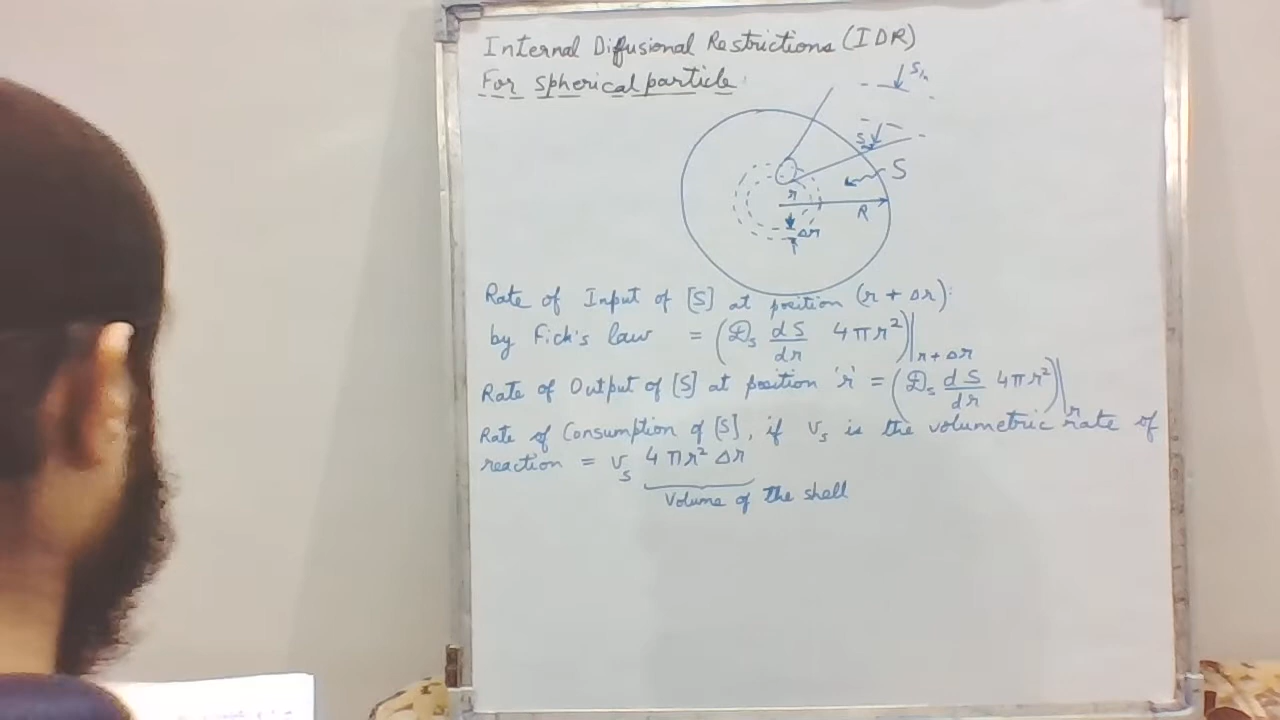 Internal Diffusional Restrictions (IDR)
For Spherical particle:
S
r
R
Δr
Rate of Input of [S] at position (r + Δr):
by Fick's law = (𝒟s dS/dr 4πr²)|r+Δr
Rate of Output of [S] at position 'r' = (𝒟s dS/dr 4πr²)|r
Rate of Consumption of [S], if vs is the volumetric rate of
reaction = vs 4πr² Δr
Volume of the shell